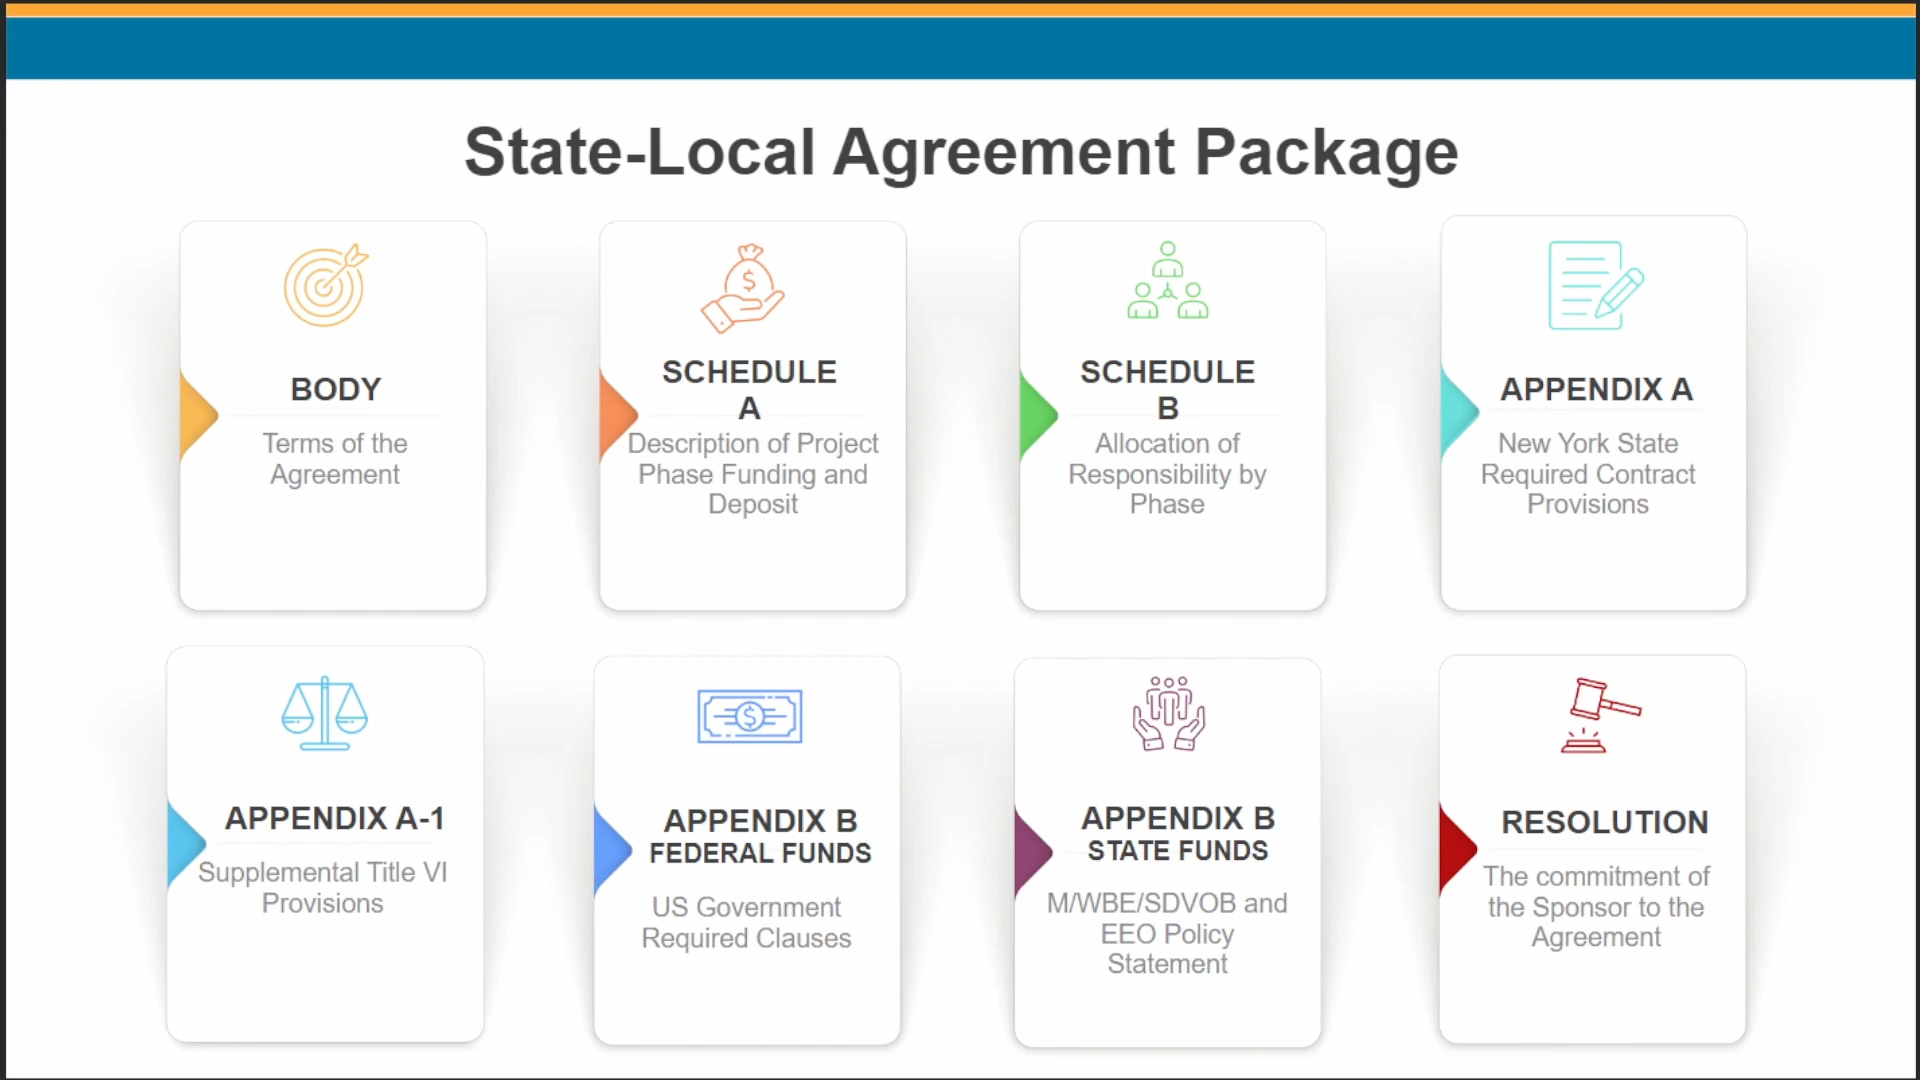 State-Local Agreement Package
BODY
Terms of the
Agreement
SCHEDULE
A
Description of Project
Phase Funding and
Deposit
SCHEDULE
B
Allocation of
Responsibility by
Phase
APPENDIX A
New York State
Required Contract
Provisions
APPENDIX A-1
Supplemental Title VI
Provisions
APPENDIX B
FEDERAL FUNDS
US Government
Required Clauses
APPENDIX B
STATE FUNDS
M/WBE/SDVOB and
EEO Policy
Statement
RESOLUTION
The commitment of
the Sponsor to the
Agreement